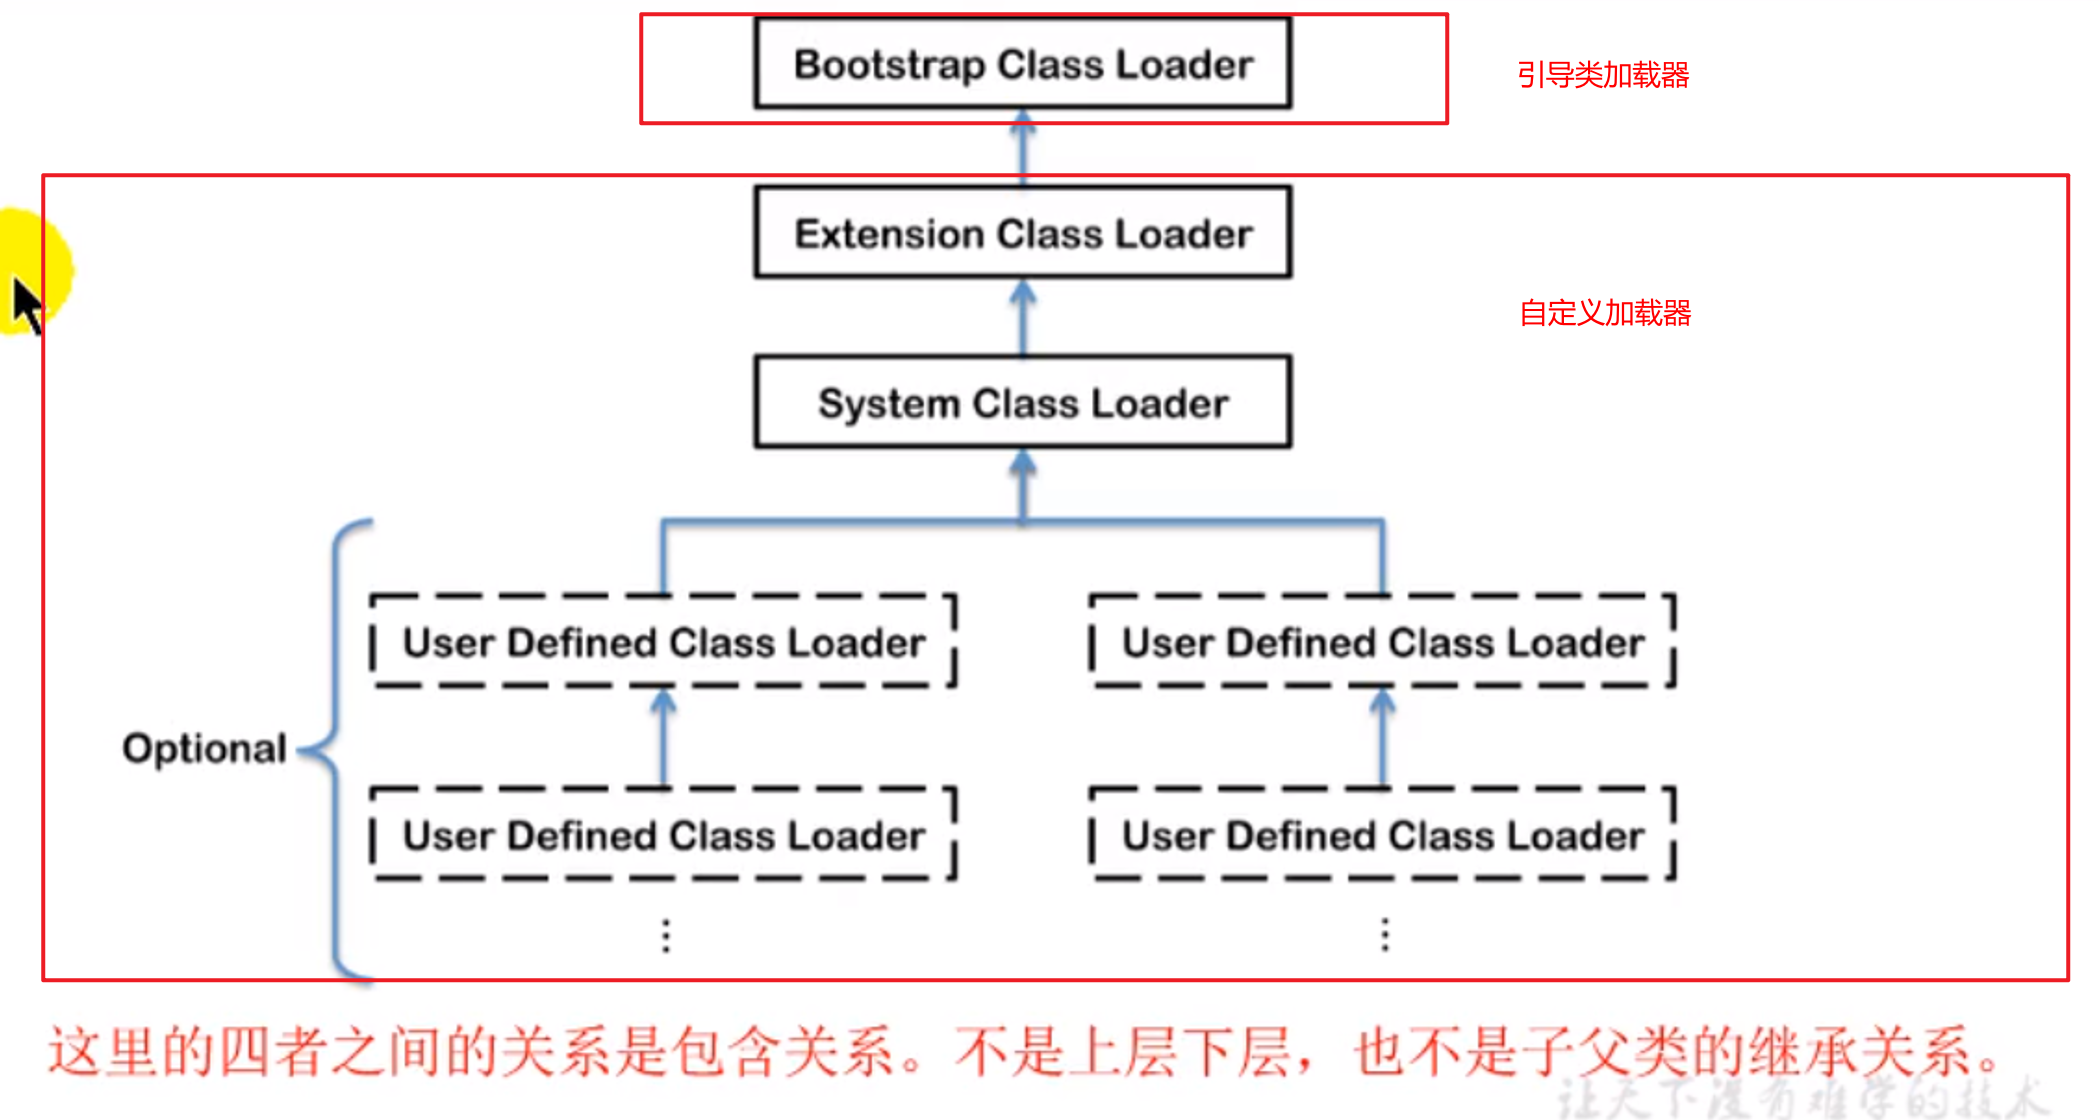 Bootstrap Class Loader
引导类加载器
Extension Class Loader
自定义加载器
System Class Loader
User Defined Class Loader
User Defined Class Loader
Optional
User Defined Class Loader
User Defined Class Loader
这里的四者之间的关系是包含关系。不是上层下层，也不是子父类的继承关系。
让天下没有难学的技术